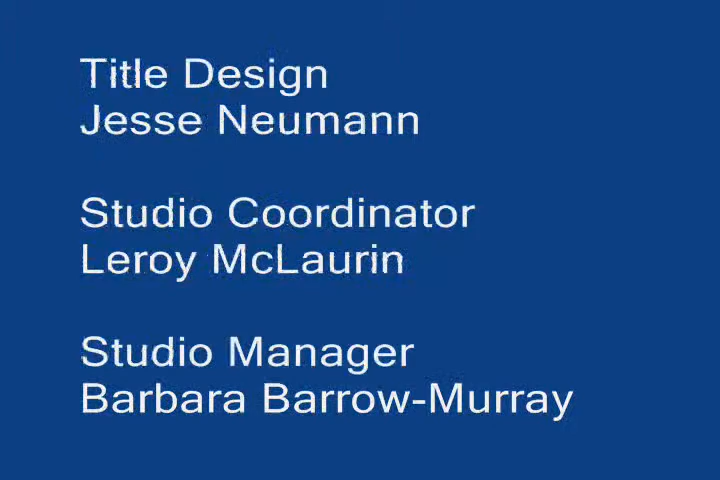 Title Design
Jesse Neumann
Studio Coordinator
Leroy McLaurin
Studio Manager
Barbara Barrow-Murray